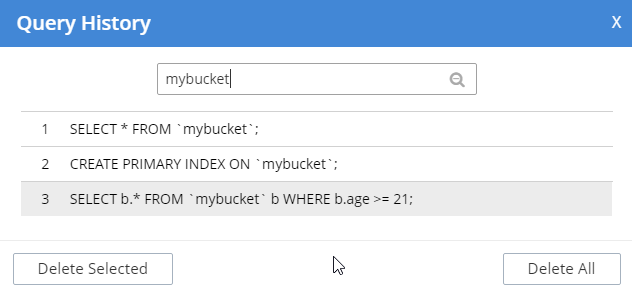 Query History X
mybucket
1 SELECT * FROM `mybucket`;
2 CREATE PRIMARY INDEX ON `mybucket`;
3 SELECT b.* FROM `mybucket` b WHERE b.age >= 21;
Delete Selected Delete All